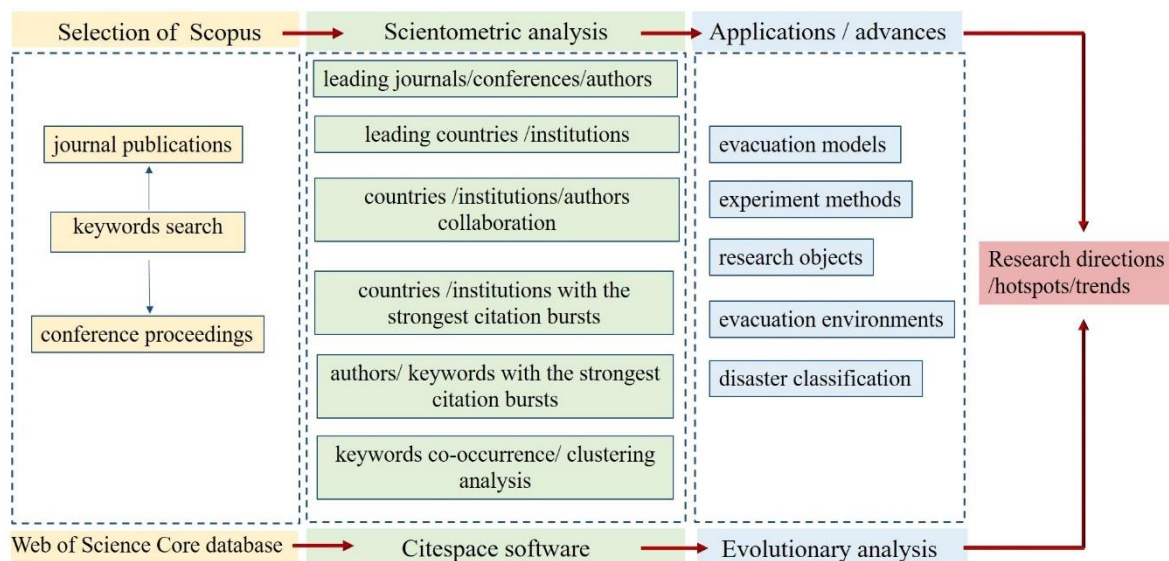 Selection of Scopus
Scientometric analysis
Applications / advances
journal publications
keywords search
conference proceedings
leading journals/conferences/authors
leading countries /institutions
countries /institutions/authors
collaboration
countries /institutions with the
strongest citation bursts
authors/ keywords with the strongest
citation bursts
keywords co-occurrence/ clustering
analysis
evacuation models
experiment methods
research objects
evacuation environments
disaster classification
Research directions
/hotspots/trends
Web of Science Core database
Citespace software
Evolutionary analysis